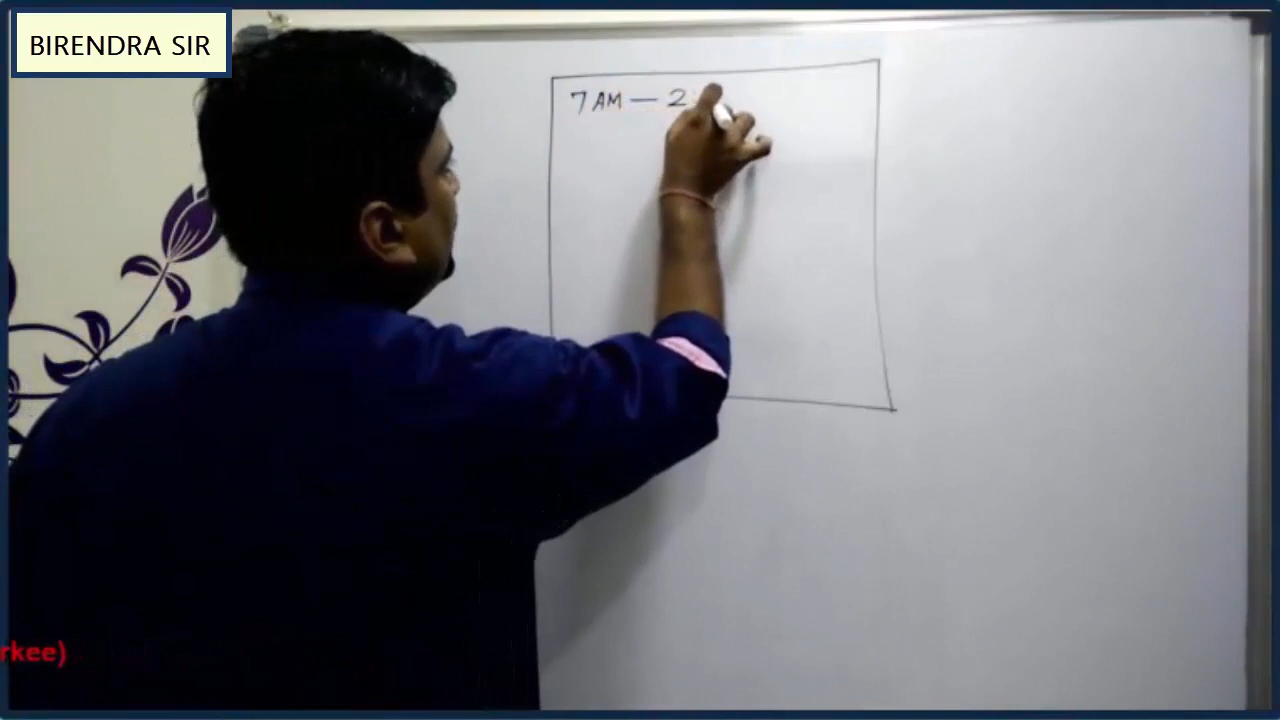 BIRENDRA SIR
7 AM — 2
rkee)